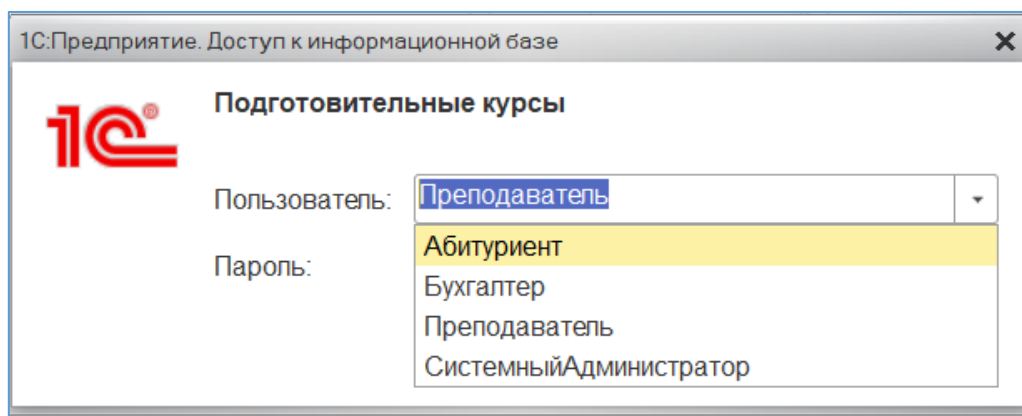 1С:Предприятие. Доступ к информационной базе
1С®
Подготовительные курсы
Пользователь: Преподаватель
Абитуриент
Пароль:
Бухгалтер
Преподаватель
СистемныйАдминистратор